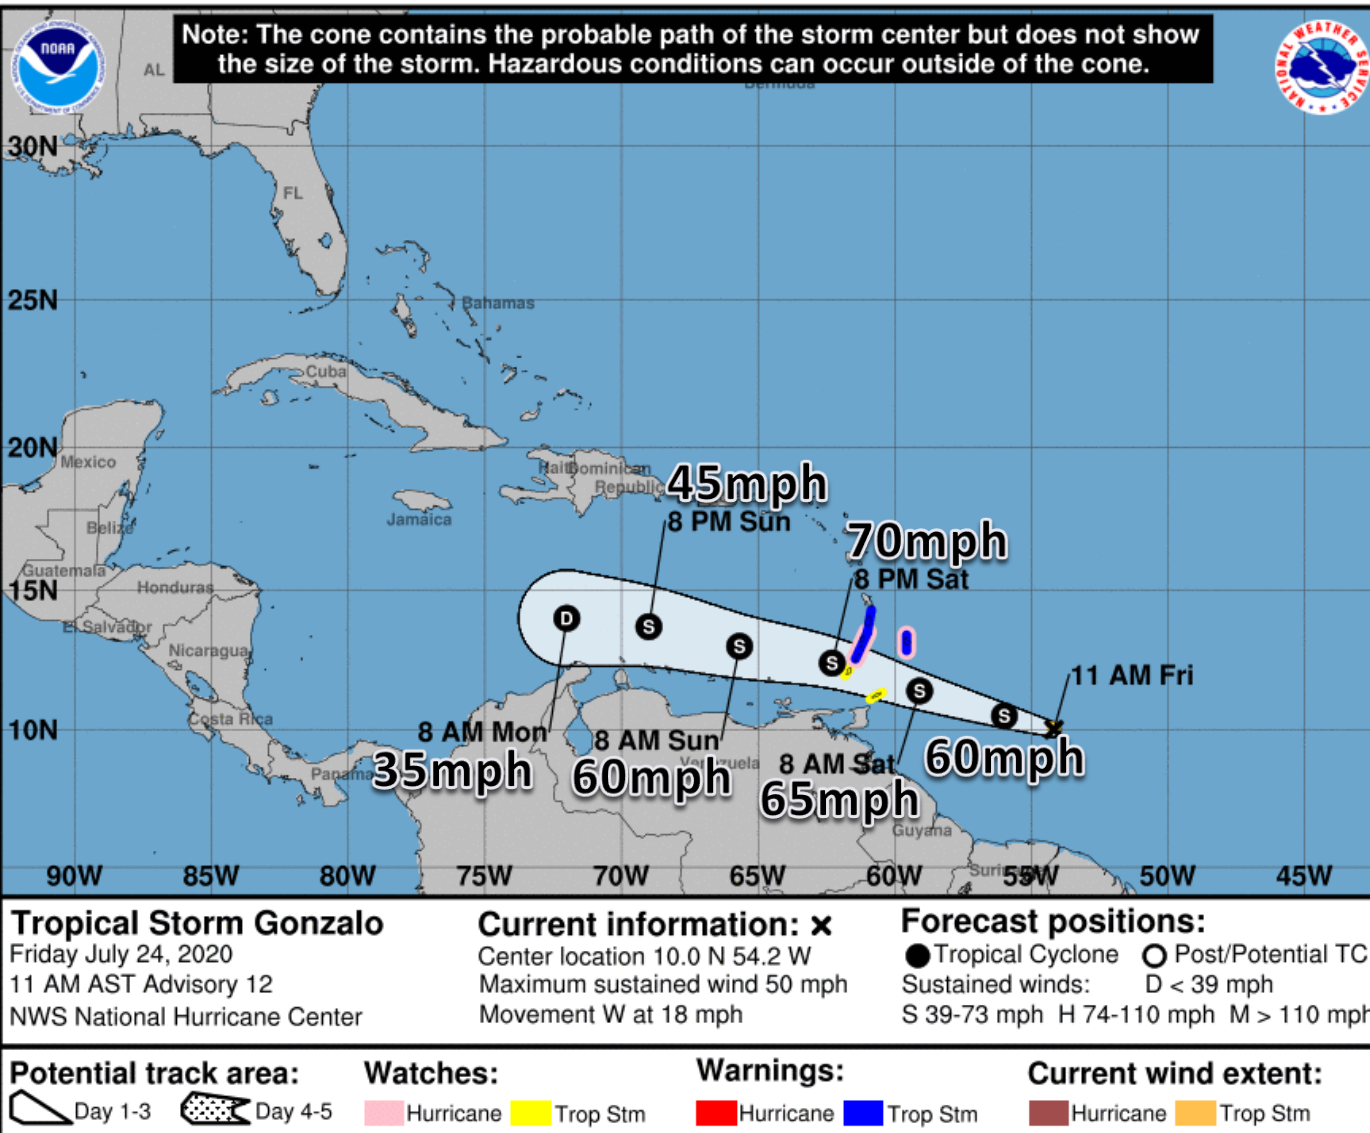 Note: The cone contains the probable path of the storm center but does not show
the size of the storm. Hazardous conditions can occur outside of the cone.
NOAA
NATIONAL WEATHER SERVICE
AL
Bermuda
30N
FL
25N
Bahamas
Cuba
20N
Mexico
Haiti
Dominican
Republic
45mph
8 PM Sun
Jamaica
Belize
70mph
8 PM Sat
Guatemala
15N
Honduras
El Salvador
Nicaragua
D
S
S
S
S
S
11 AM Fri
Costa Rica
10N
8 AM Mon
8 AM Sun
8 AM Sat
60mph
Panama
35mph
60mph
Venezuela
65mph
Guyana
Surin
90W 85W 80W 75W 70W 65W 60W 55W 50W 45W
Tropical Storm Gonzalo
Friday July 24, 2020
11 AM AST Advisory 12
NWS National Hurricane Center
Current information: ×
Center location 10.0 N 54.2 W
Maximum sustained wind 50 mph
Movement W at 18 mph
Forecast positions:
Tropical Cyclone Post/Potential TC
Sustained winds: D < 39 mph
S 39-73 mph H 74-110 mph M > 110 mph
Potential track area:
Day 1-3 Day 4-5
Watches:
Hurricane Trop Stm
Warnings:
Hurricane Trop Stm
Current wind extent:
Hurricane Trop Stm